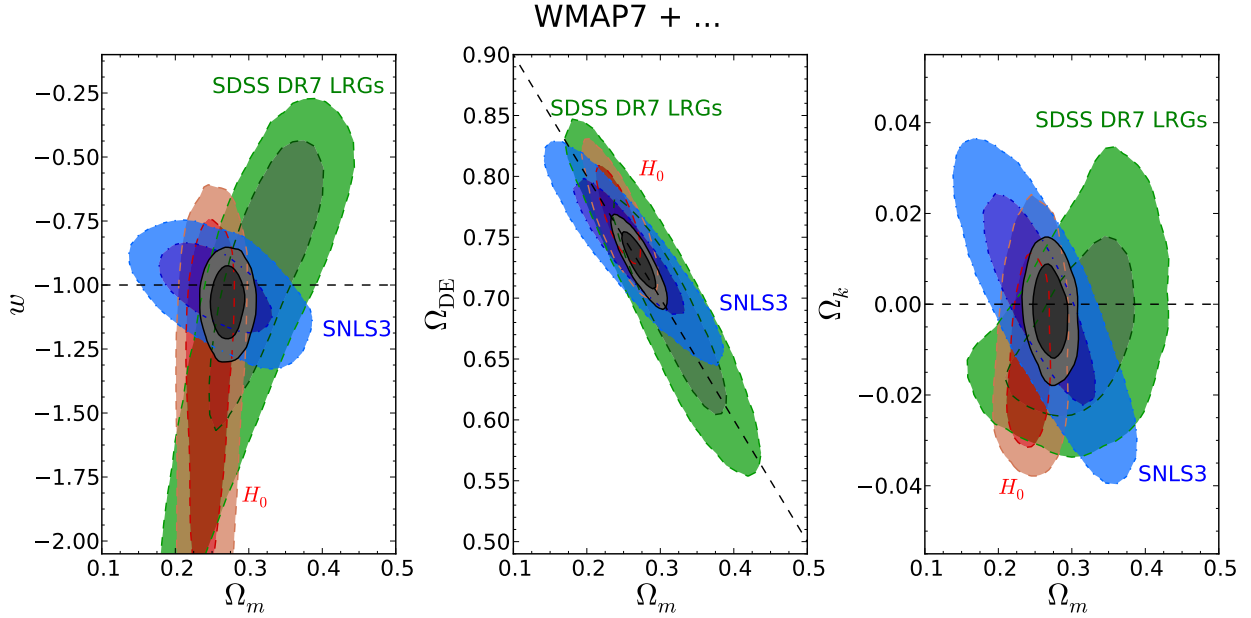 WMAP7 + ...
SDSS DR7 LRGs
SNLS3
H₀
w
−0.25
−0.50
−0.75
−1.00
−1.25
−1.50
−1.75
−2.00
0.1 0.2 0.3 0.4 0.5
Ωₘ
SDSS DR7 LRGs
H₀
SNLS3
Ω_DE
0.90
0.85
0.80
0.75
0.70
0.65
0.60
0.55
0.50
0.1 0.2 0.3 0.4 0.5
Ωₘ
SDSS DR7 LRGs
SNLS3
H₀
Ωₖ
0.04
0.02
0.00
−0.02
−0.04
0.1 0.2 0.3 0.4 0.5
Ωₘ